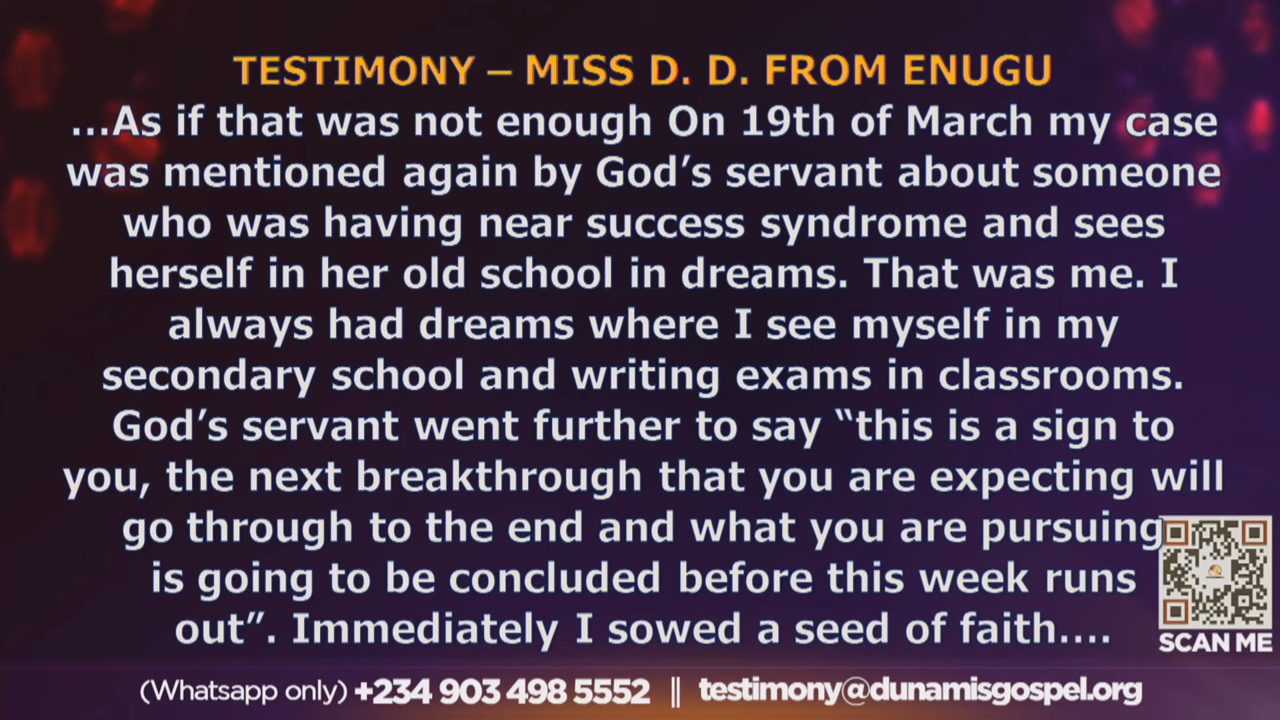 TESTIMONY – MISS D. D. FROM ENUGU
...As if that was not enough On 19th of March my case
was mentioned again by God’s servant about someone
who was having near success syndrome and sees
herself in her old school in dreams. That was me. I
always had dreams where I see myself in my
secondary school and writing exams in classrooms.
God’s servant went further to say “this is a sign to
you, the next breakthrough that you are expecting will
go through to the end and what you are pursuing
is going to be concluded before this week runs
out”. Immediately I sowed a seed of faith....
SCAN ME
(Whatsapp only) +234 903 498 5552 || testimony@dunamisgospel.org